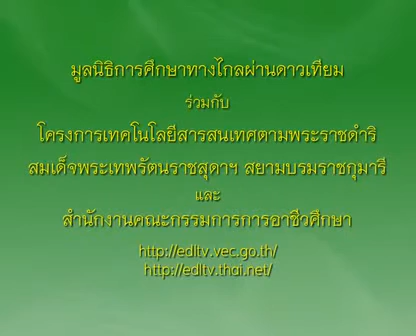 มูลนิธิการศึกษาทางไกลผ่านดาวเทียม
ร่วมกับ
โครงการเทคโนโลยีสารสนเทศตามพระราชดำริ
สมเด็จพระเทพรัตนราชสุดาฯ สยามบรมราชกุมารี
และ
สำนักงานคณะกรรมการการอาชีวศึกษา
http://edltv.vec.go.th/
http://edltv.thai.net/